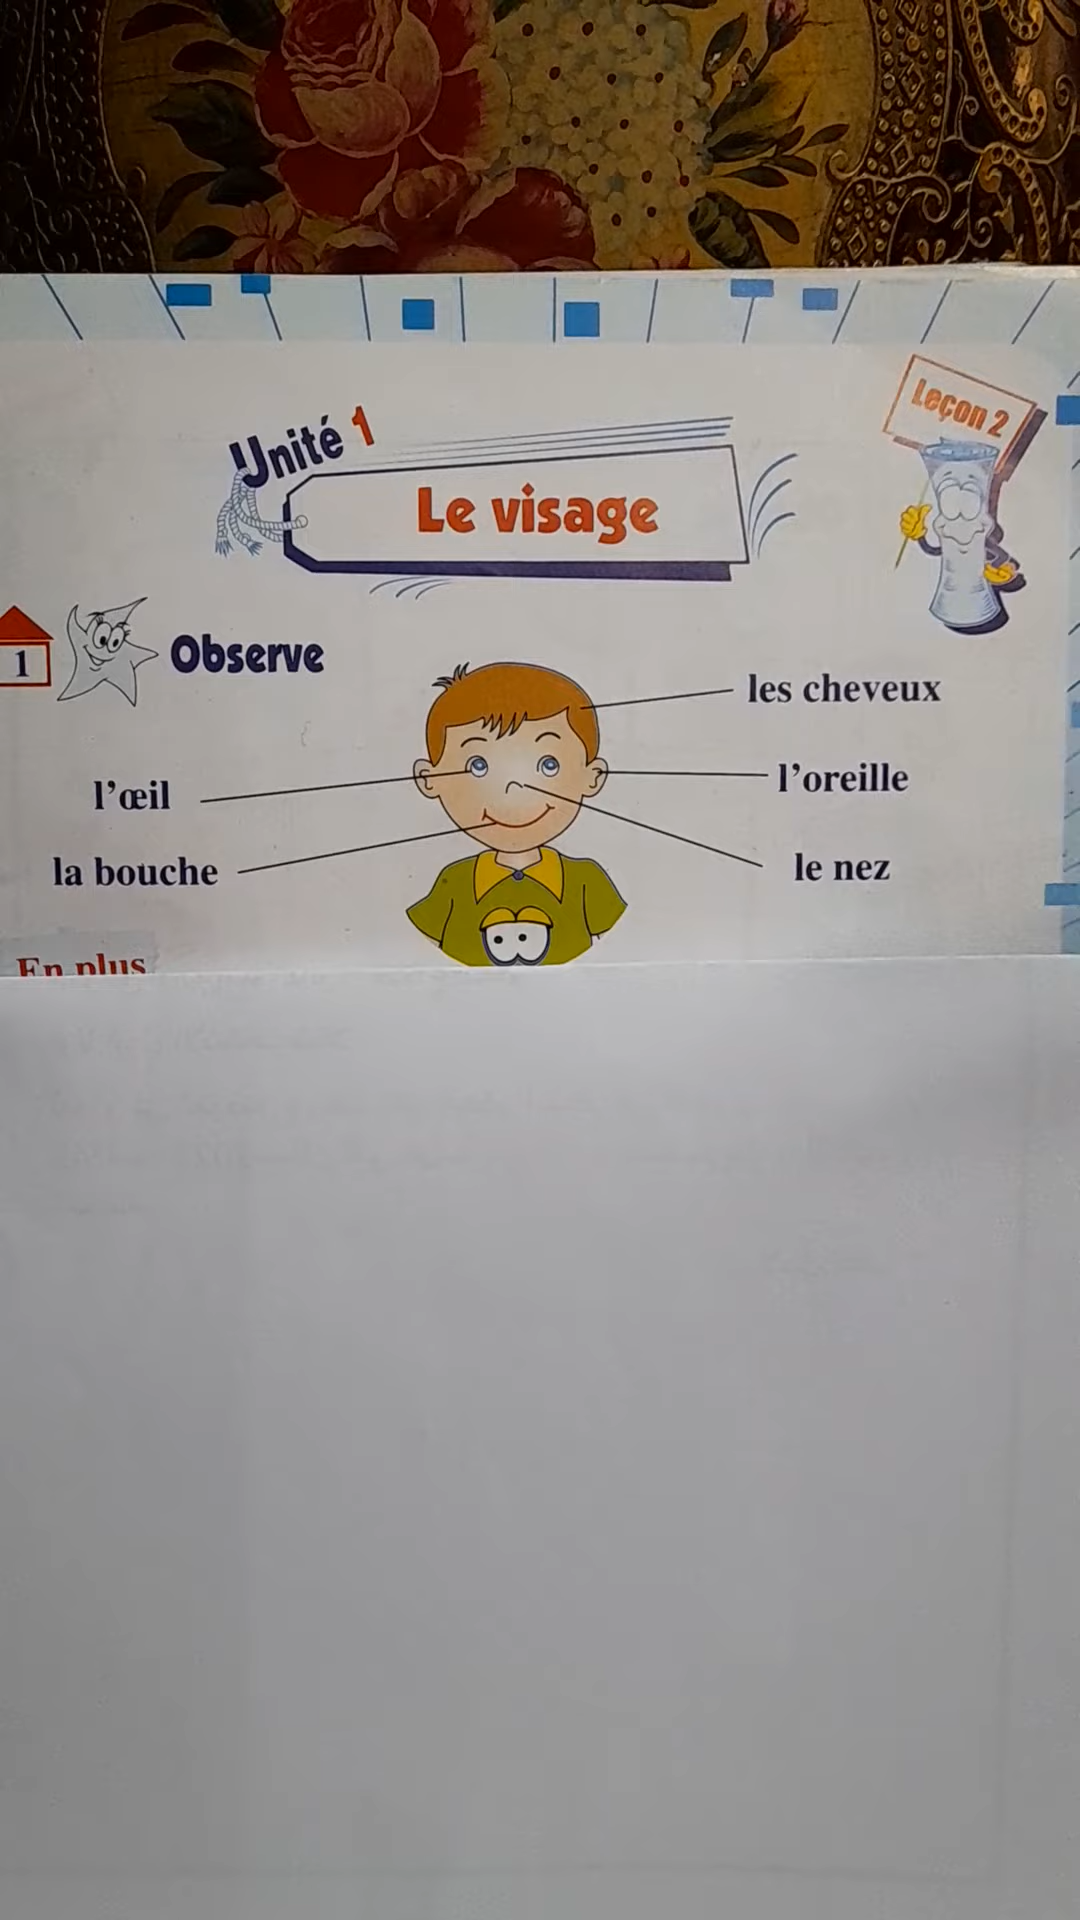 Leçon 2
Unité 1
Le visage
1
Observe
les cheveux
l'œil
l'oreille
la bouche
le nez
En plus